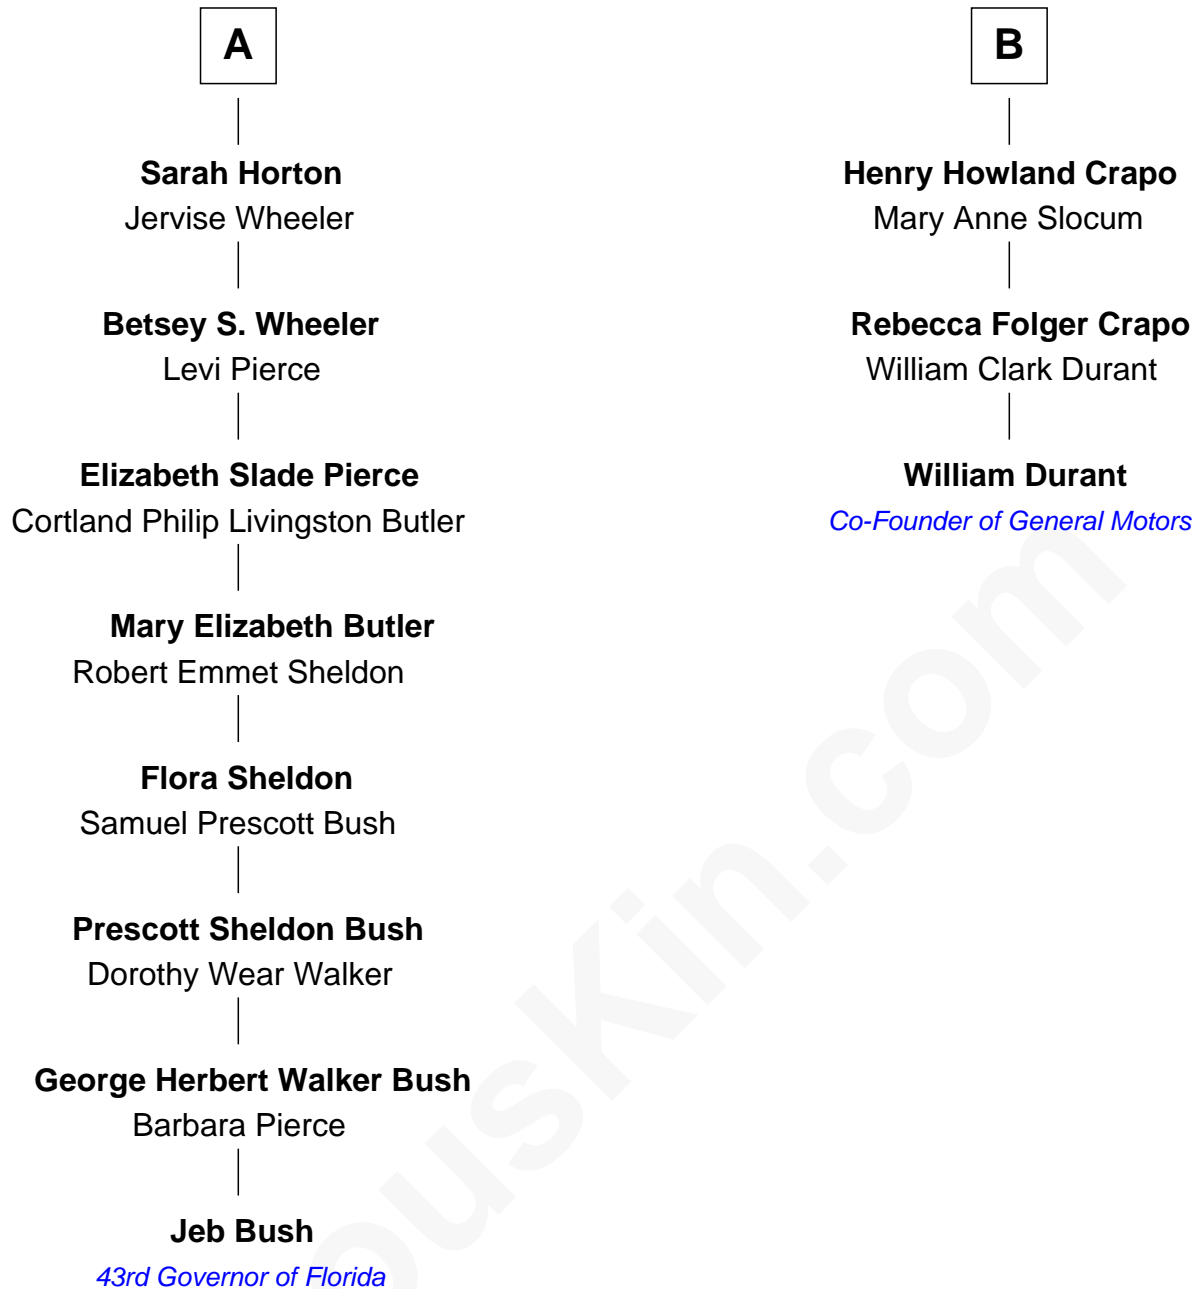 A
Sarah Horton
Jervise Wheeler
Betsey S. Wheeler
Levi Pierce
Elizabeth Slade Pierce
Cortland Philip Livingston Butler
Mary Elizabeth Butler
Robert Emmet Sheldon
Flora Sheldon
Samuel Prescott Bush
Prescott Sheldon Bush
Dorothy Wear Walker
George Herbert Walker Bush
Barbara Pierce
Jeb Bush
43rd Governor of Florida
B
Henry Howland Crapo
Mary Anne Slocum
Rebecca Folger Crapo
William Clark Durant
William Durant
Co-Founder of General Motors
ousKin.com